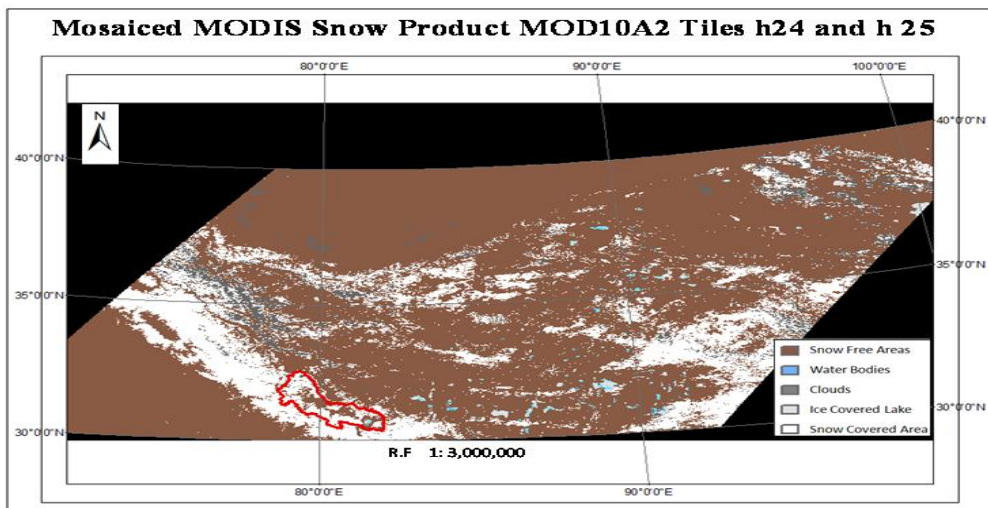 Mosaiced MODIS Snow Product MOD10A2 Tiles h24 and h 25
80°0'0"E 90°0'0"E 100°0'0"E
N
40°0'0"N 40°0'0"N
35°0'0"N 35°0'0"N
30°0'0"N 30°0'0"N
Snow Free Areas
Water Bodies
Clouds
Ice Covered Lake
Snow Covered Area
R.F 1: 3,000,000
80°0'0"E 90°0'0"E